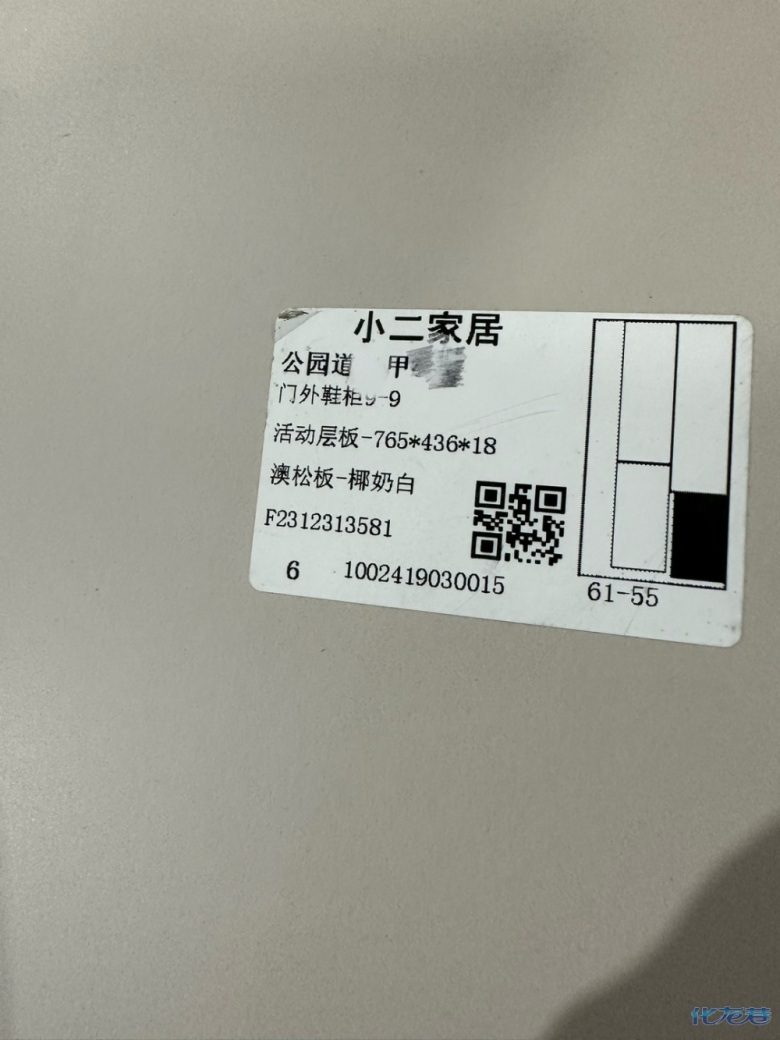 小二家居
公园道 甲
门外鞋柜9-9
活动层板-765*436*18
澳松板-椰奶白
F2312313581
6 1002419030015
61-55
化龙巷